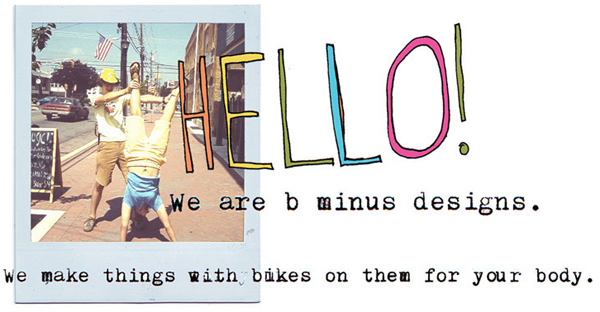 HELLO!
We are b minus designs.
We make things with bikes on them for your body.